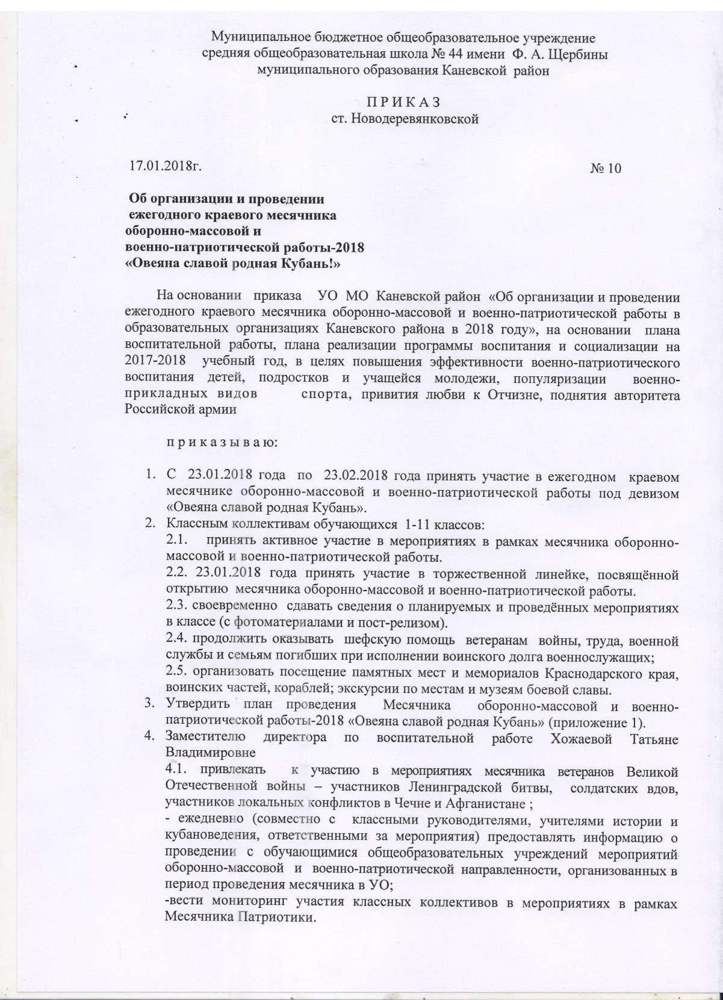 Муниципальное бюджетное общеобразовательное учреждение
средняя общеобразовательная школа № 44 имени Ф. А. Щербины
муниципального образования Каневской район
П Р И К А З
ст. Новодеревянковской
17.01.2018г. № 10
Об организации и проведении
ежегодного краевого месячника
оборонно-массовой и
военно-патриотической работы-2018
«Овеяна славой родная Кубань!»
На основании приказа УО МО Каневской район «Об организации и проведении
ежегодного краевого месячника оборонно-массовой и военно-патриотической работы в
образовательных организациях Каневского района в 2018 году», на основании плана
воспитательной работы, плана реализации программы воспитания и социализации на
2017-2018 учебный год, в целях повышения эффективности военно-патриотического
воспитания детей, подростков и учащейся молодежи, популяризации военно-
прикладных видов спорта, привития любви к Отчизне, поднятия авторитета
Российской армии
п р и к а з ы в а ю:
1. С 23.01.2018 года по 23.02.2018 года принять участие в ежегодном краевом
месячнике оборонно-массовой и военно-патриотической работы под девизом
«Овеяна славой родная Кубань».
2. Классным коллективам обучающихся 1-11 классов:
2.1. принять активное участие в мероприятиях в рамках месячника оборонно-
массовой и военно-патриотической работы.
2.2. 23.01.2018 года принять участие в торжественной линейке, посвящённой
открытию месячника оборонно-массовой и военно-патриотической работы.
2.3. своевременно сдавать сведения о планируемых и проведённых мероприятиях
в классе (с фотоматериалами и пост-релизом).
2.4. продолжить оказывать шефскую помощь ветеранам войны, труда, военной
службы и семьям погибших при исполнении воинского долга военнослужащих;
2.5. организовать посещение памятных мест и мемориалов Краснодарского края,
воинских частей, кораблей; экскурсии по местам и музеям боевой славы.
3. Утвердить план проведения Месячника оборонно-массовой и военно-
патриотической работы-2018 «Овеяна славой родная Кубань» (приложение 1).
4. Заместителю директора по воспитательной работе Хожаевой Татьяне
Владимировне
4.1. привлекать к участию в мероприятиях месячника ветеранов Великой
Отечественной войны – участников Ленинградской битвы, солдатских вдов,
участников локальных конфликтов в Чечне и Афганистане ;
- ежедневно (совместно с классными руководителями, учителями истории и
кубановедения, ответственными за мероприятия) предоставлять информацию о
проведении с обучающимися общеобразовательных учреждений мероприятий
оборонно-массовой и военно-патриотической направленности, организованных в
период проведения месячника в УО;
-вести мониторинг участия классных коллективов в мероприятиях в рамках
Месячника Патриотики.